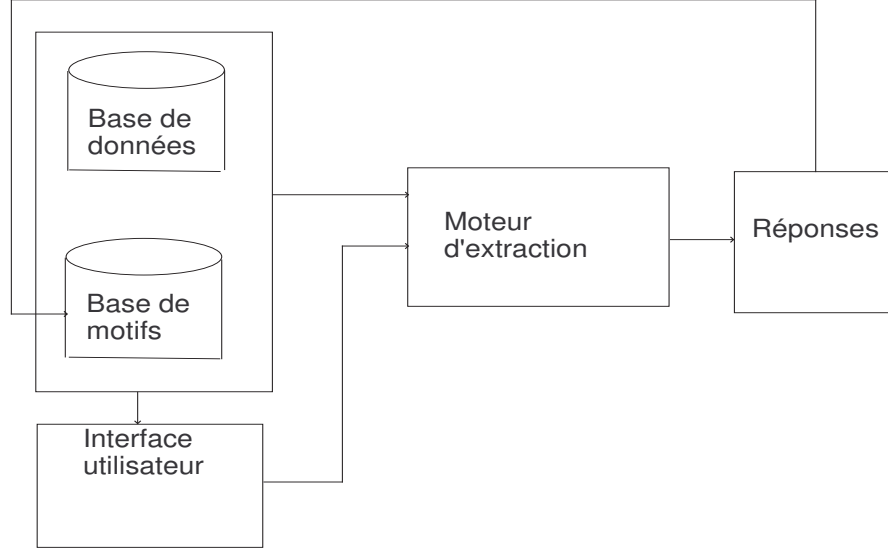 Base de
données
Base de
motifs
Moteur
d'extraction
Réponses
Interface
utilisateur